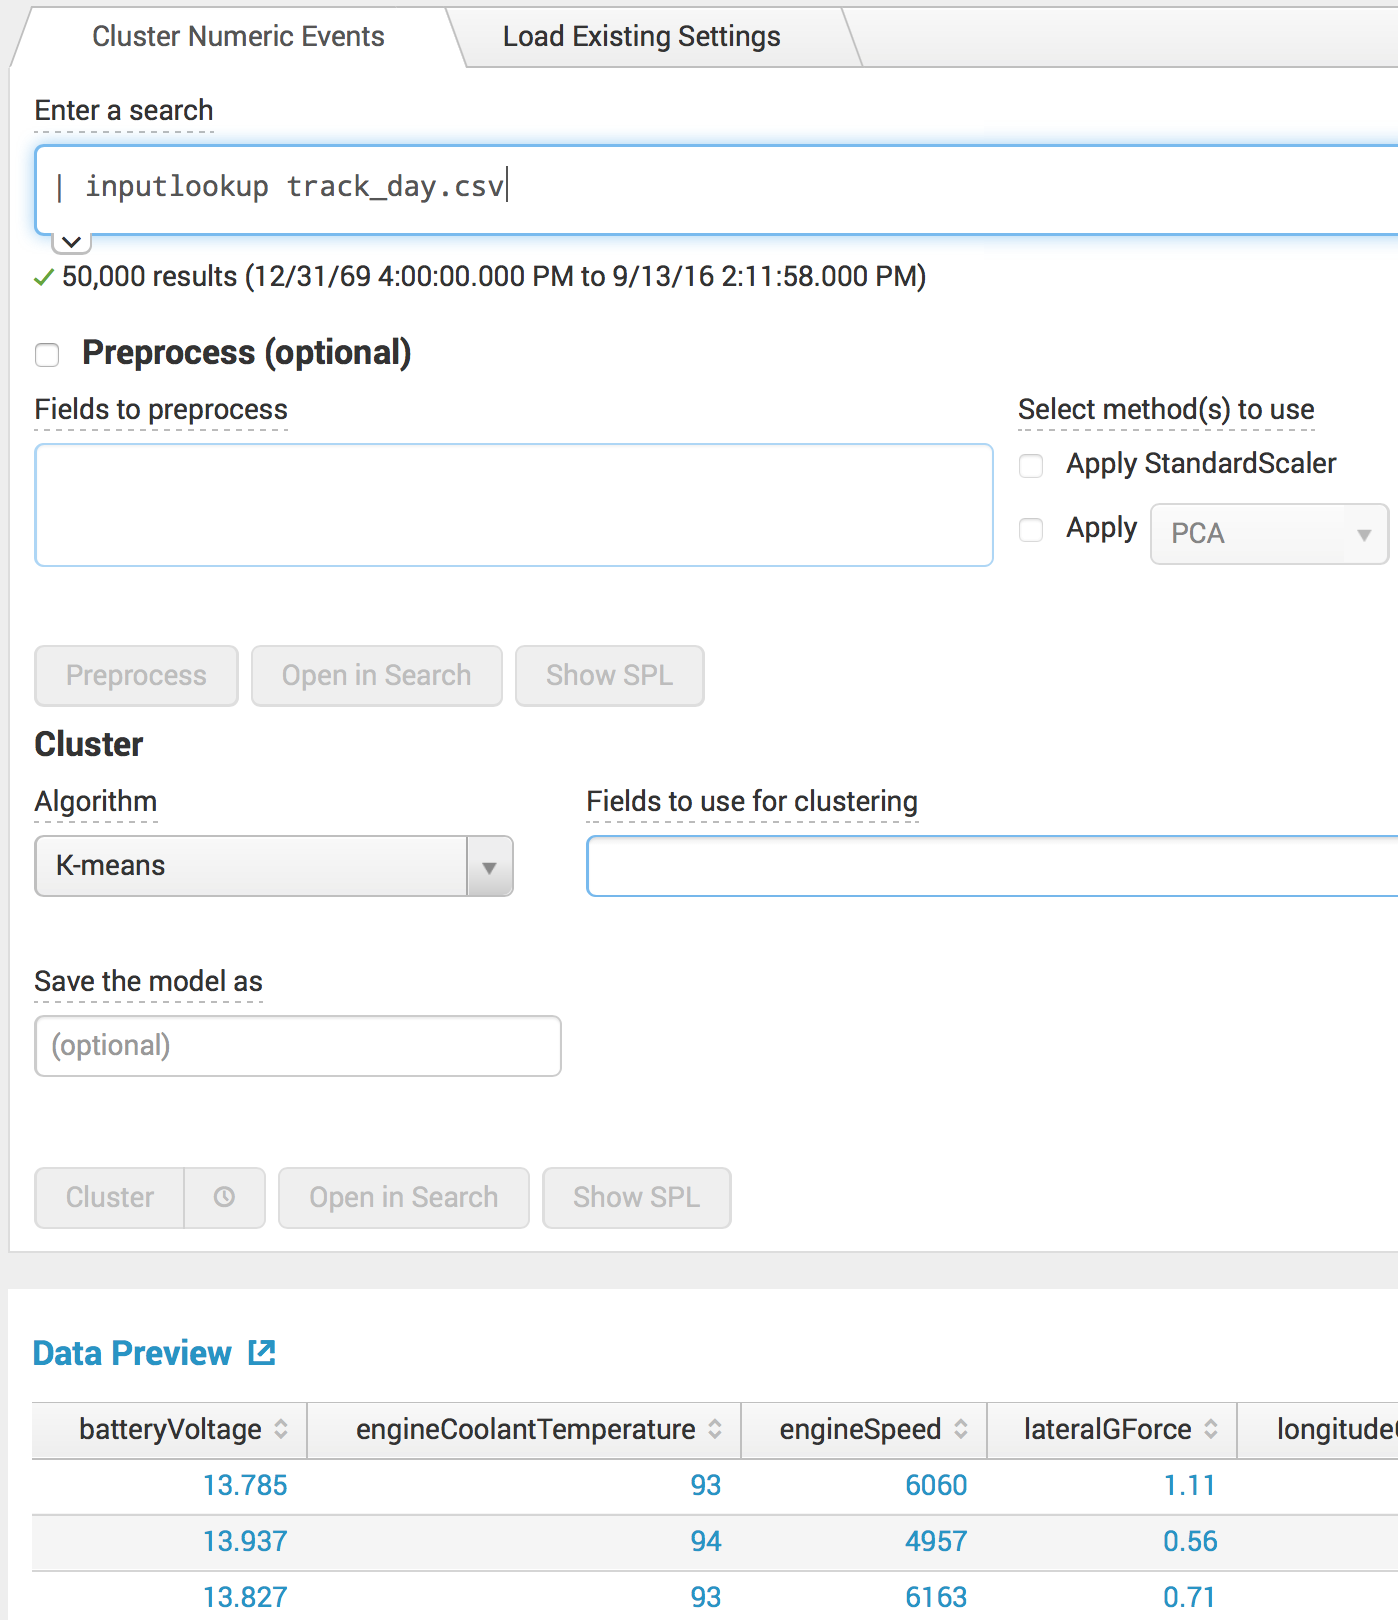 Cluster Numeric Events Load Existing Settings
Enter a search
| inputlookup track_day.csv
50,000 results (12/31/69 4:00:00.000 PM to 9/13/16 2:11:58.000 PM)
Preprocess (optional)
Fields to preprocess Select method(s) to use
Apply StandardScaler
Apply PCA
Preprocess Open in Search Show SPL
Cluster
Algorithm Fields to use for clustering
K-means
Save the model as
(optional)
Cluster Open in Search Show SPL
Data Preview
batteryVoltage engineCoolantTemperature engineSpeed lateralGForce longitude
13.785 93 6060 1.11
13.937 94 4957 0.56
13.827 93 6163 0.71